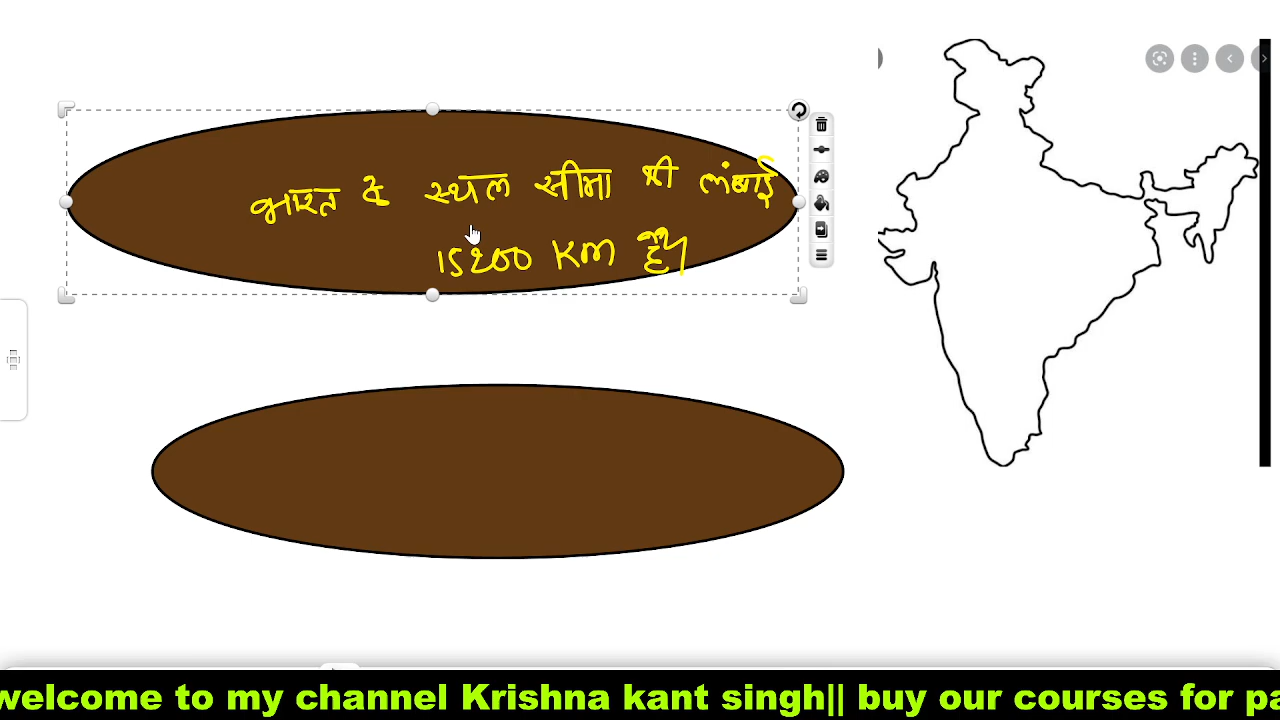 भारत के स्थल सीमा की लंबाई
15200 KM है।
welcome to my channel Krishna kant singh|| buy our courses for pa